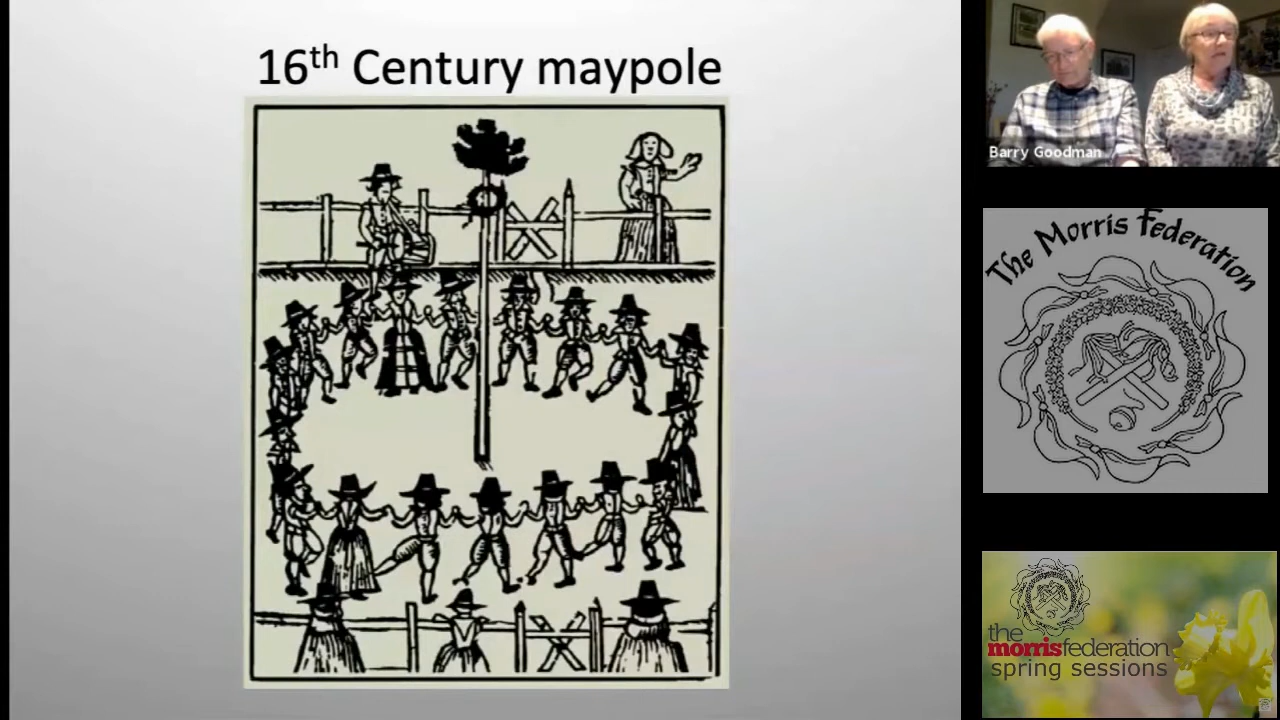 16th Century maypole
Barry Goodman
The Morris Federation
the
morrisfederation
spring sessions